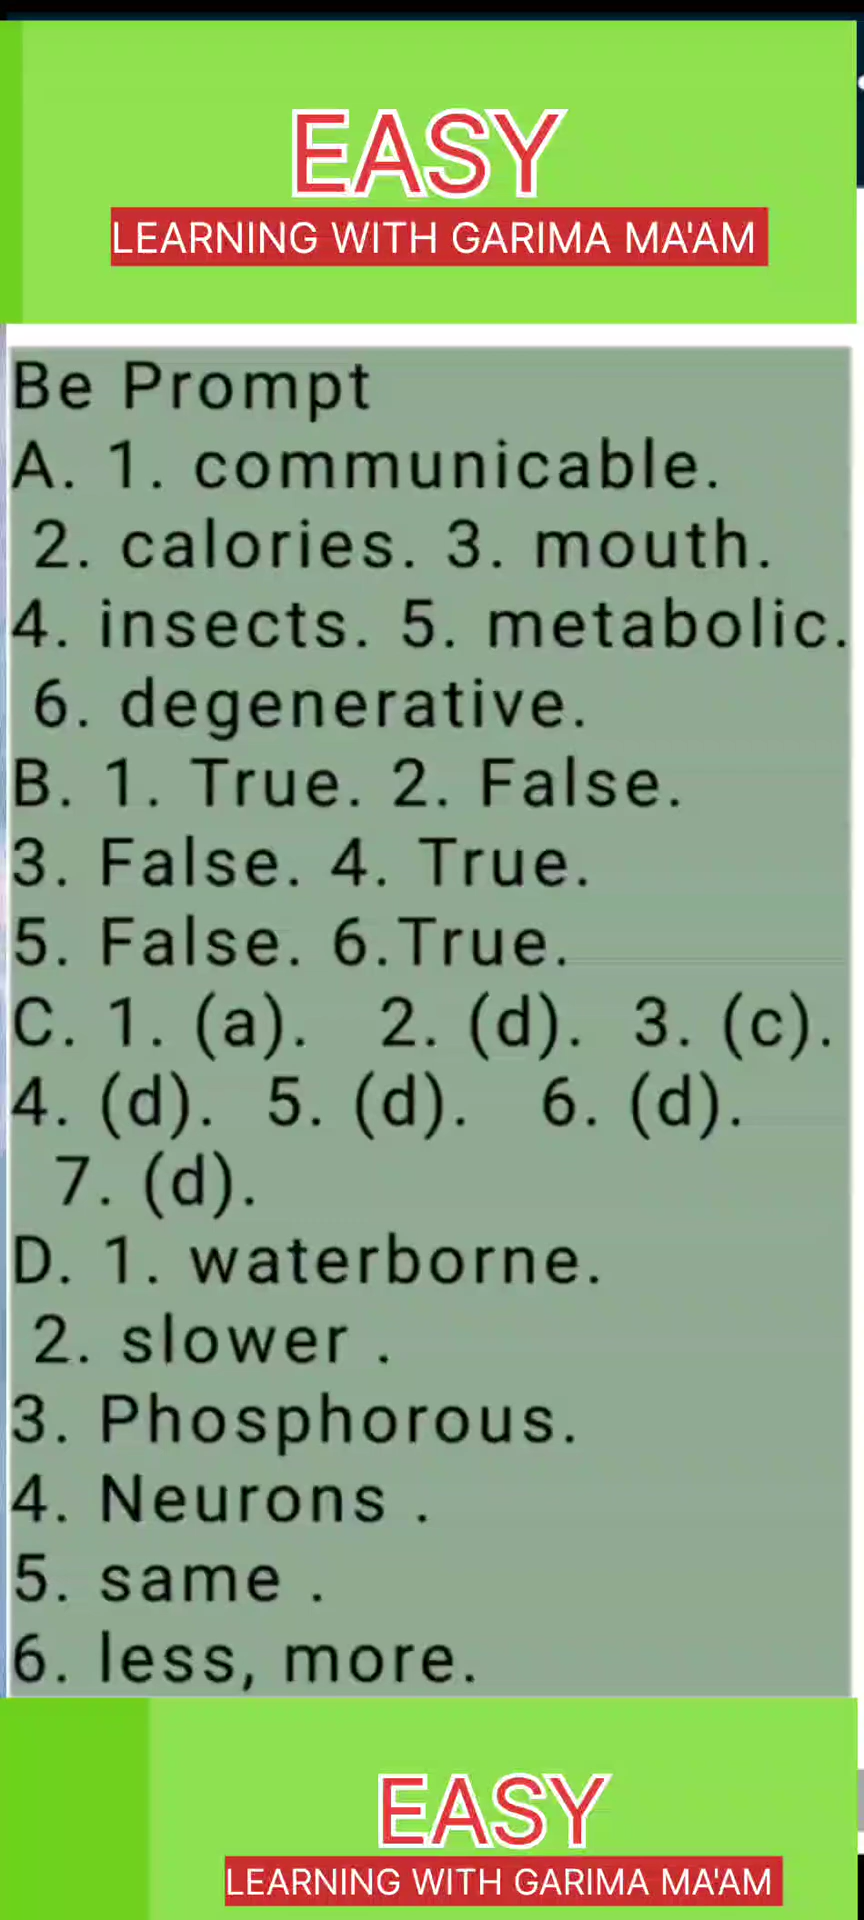 EASY
LEARNING WITH GARIMA MA'AM
Be Prompt
A. 1. communicable.
2. calories. 3. mouth.
4. insects. 5. metabolic.
6. degenerative.
B. 1. True. 2. False.
3. False. 4. True.
5. False. 6.True.
C. 1. (a). 2. (d). 3. (c).
4. (d). 5. (d). 6. (d).
7. (d).
D. 1. waterborne.
2. slower .
3. Phosphorous.
4. Neurons .
5. same .
6. less, more.
EASY
LEARNING WITH GARIMA MA'AM